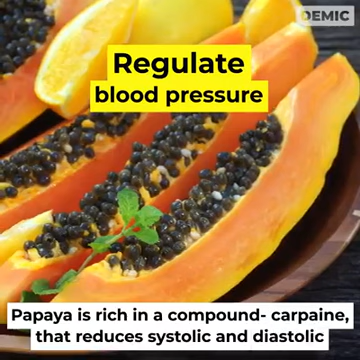 DEMIC
Regulate
blood pressure
Papaya is rich in a compound- carpaine,
that reduces systolic and diastolic